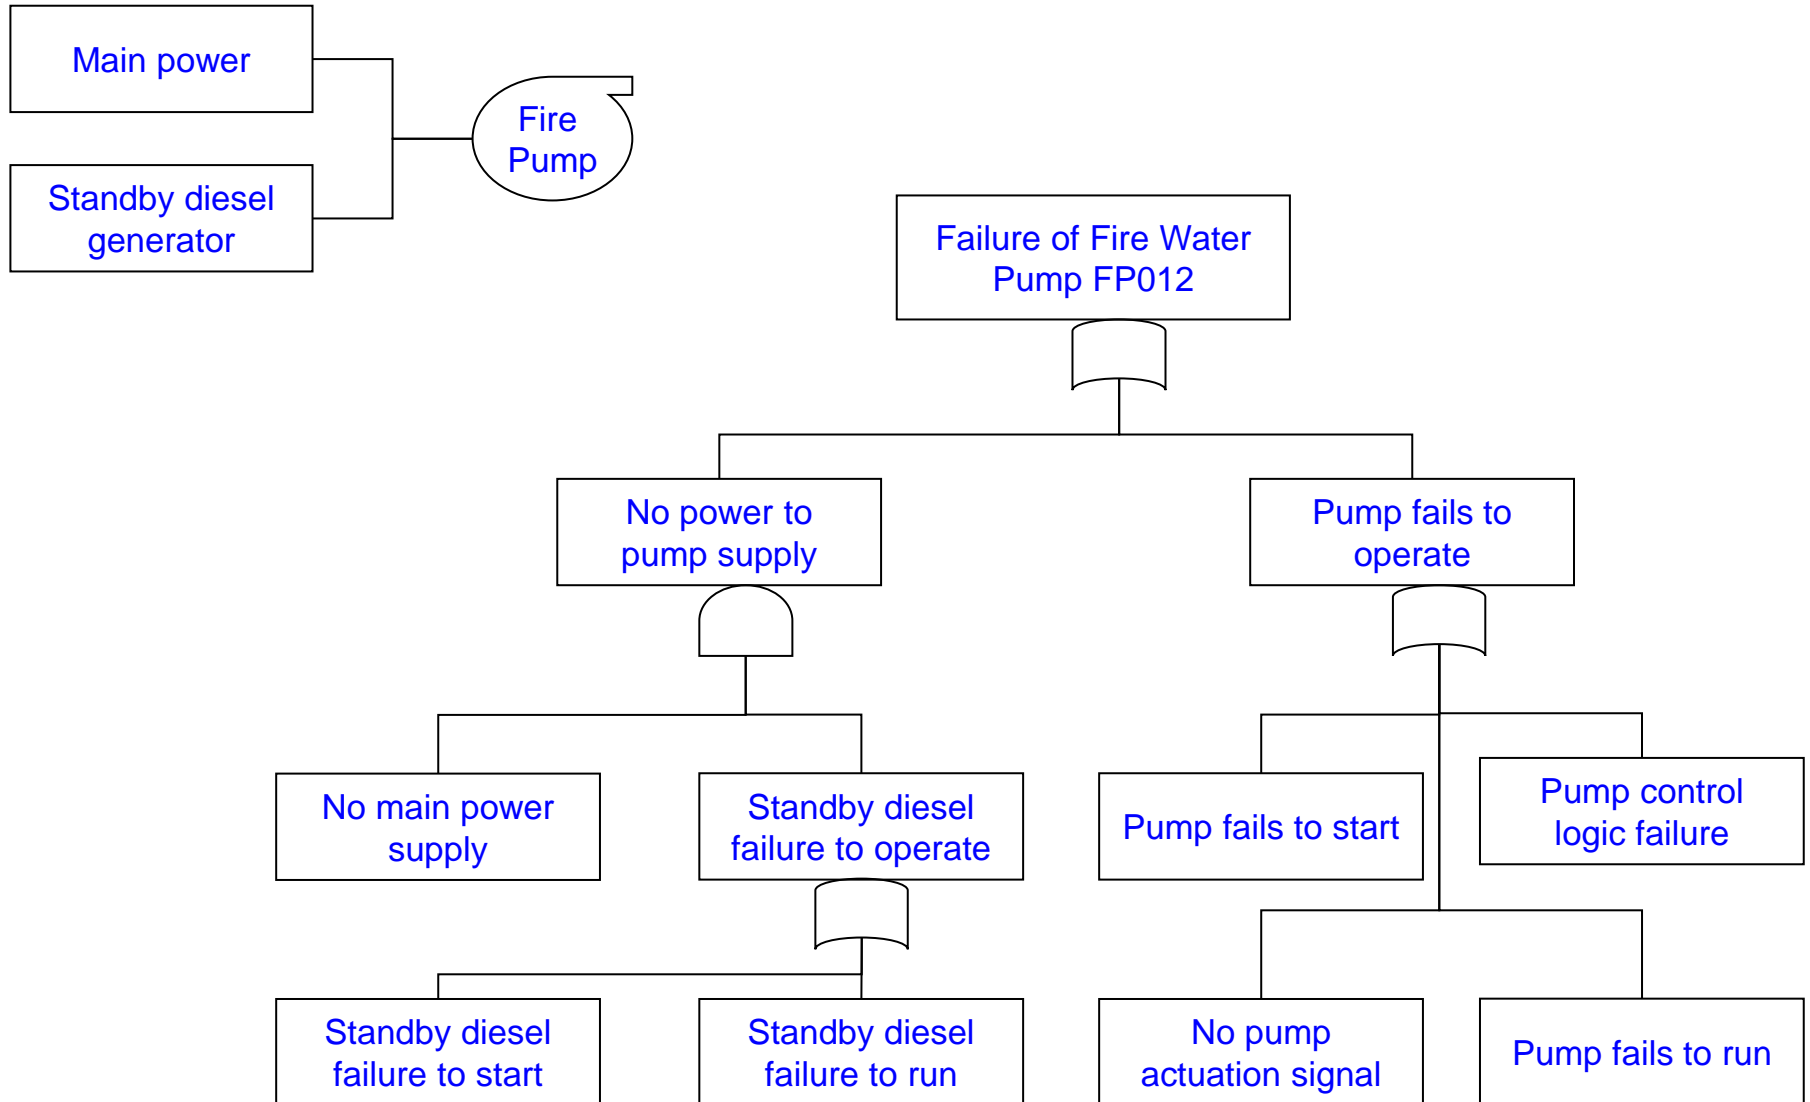 Main power
Fire
Pump
Standby diesel
generator
Failure of Fire Water
Pump FP012
No power to
pump supply
Pump fails to
operate
No main power
supply
Standby diesel
failure to operate
Pump fails to start
Pump control
logic failure
Standby diesel
failure to start
Standby diesel
failure to run
No pump
actuation signal
Pump fails to run